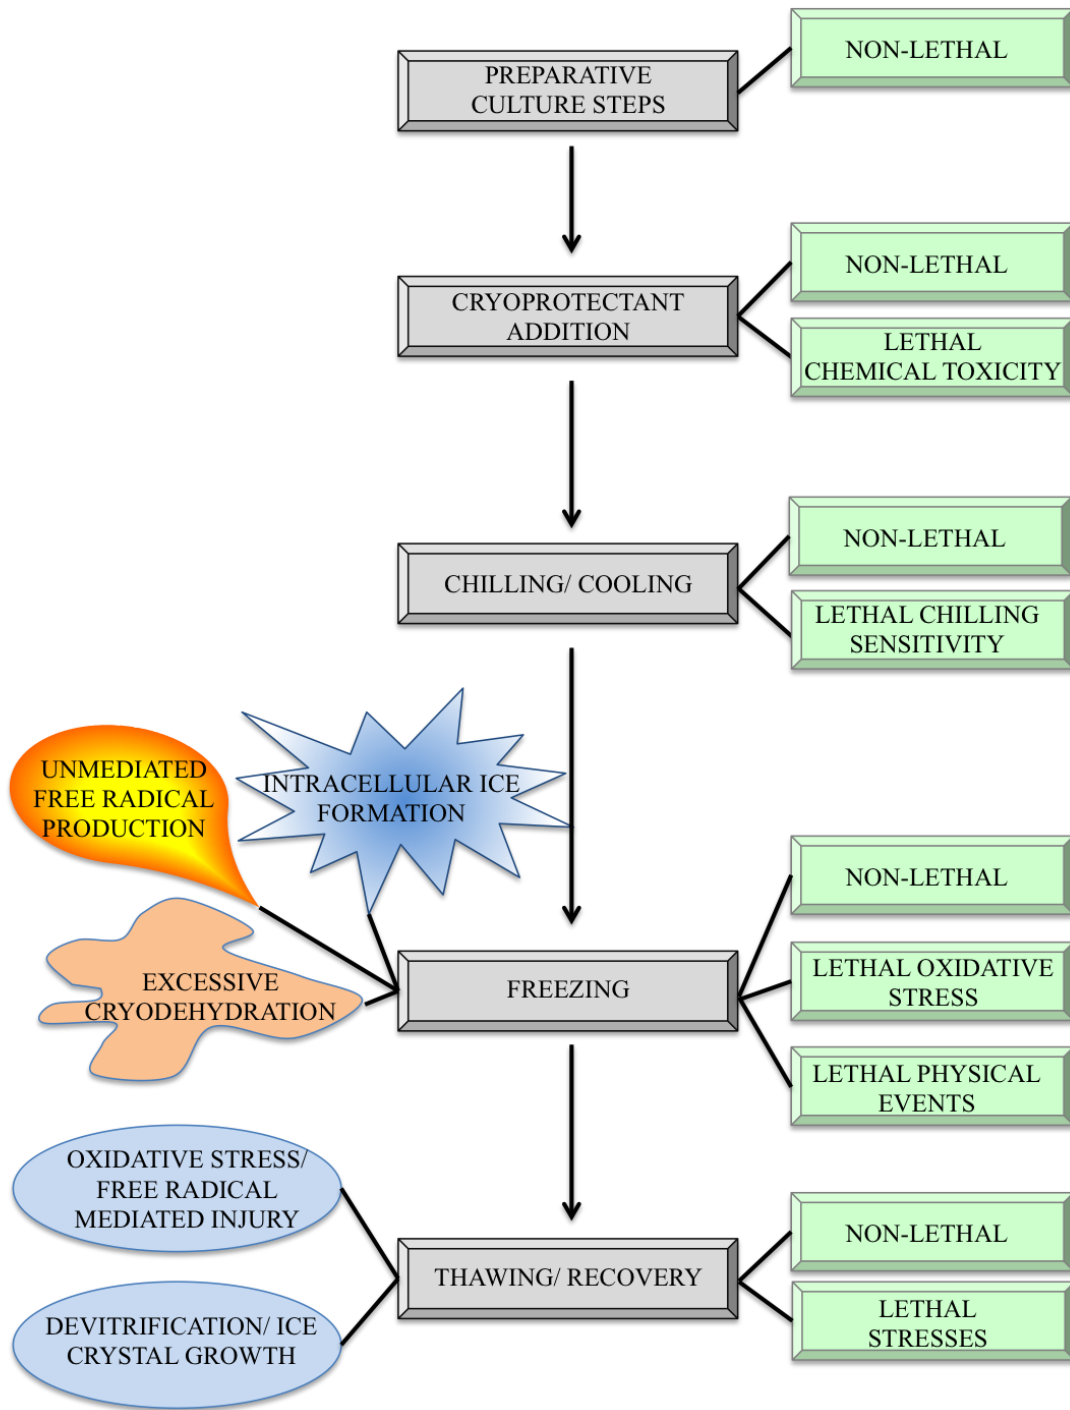 PREPARATIVE
CULTURE STEPS
NON-LETHAL
CRYOPROTECTANT
ADDITION
NON-LETHAL
LETHAL
CHEMICAL TOXICITY
CHILLING/ COOLING
NON-LETHAL
LETHAL CHILLING
SENSITIVITY
UNMEDIATED
FREE RADICAL
PRODUCTION
INTRACELLULAR ICE
FORMATION
EXCESSIVE
CRYODEHYDRATION
FREEZING
NON-LETHAL
LETHAL OXIDATIVE
STRESS
LETHAL PHYSICAL
EVENTS
OXIDATIVE STRESS/
FREE RADICAL
MEDIATED INJURY
DEVITRIFICATION/ ICE
CRYSTAL GROWTH
THAWING/ RECOVERY
NON-LETHAL
LETHAL
STRESSES